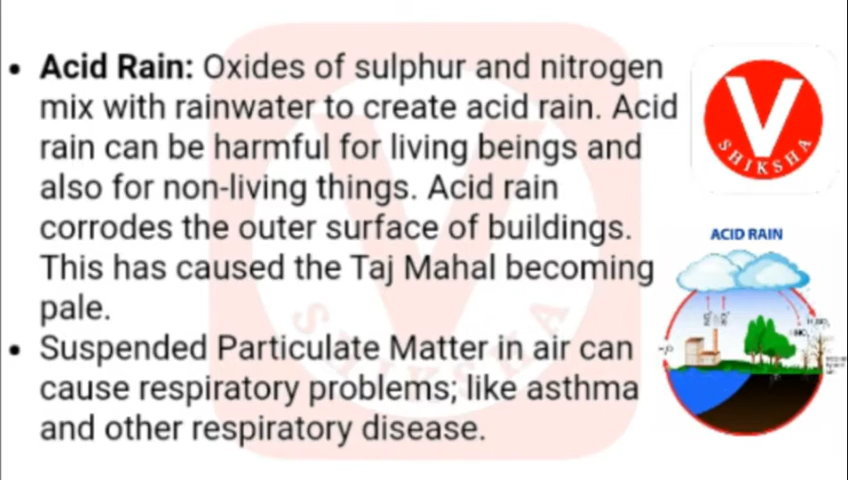 • Acid Rain: Oxides of sulphur and nitrogen
mix with rainwater to create acid rain. Acid
rain can be harmful for living beings and
also for non-living things. Acid rain
corrodes the outer surface of buildings.
This has caused the Taj Mahal becoming
pale.
• Suspended Particulate Matter in air can
cause respiratory problems; like asthma
and other respiratory disease.
V
SHIKSHA
ACID RAIN
SHIKSHA